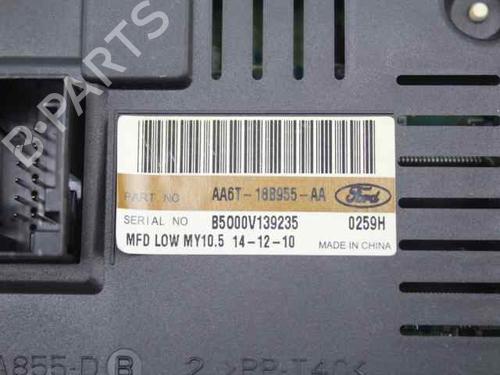 B-PARTS
PART NO AA6T-18B955-AA Ford
SERIAL NO B5000V139235 0259H
MFD LOW MY10.5 14-12-10 MADE IN CHINA
A855-D B 2 >PP-T40<